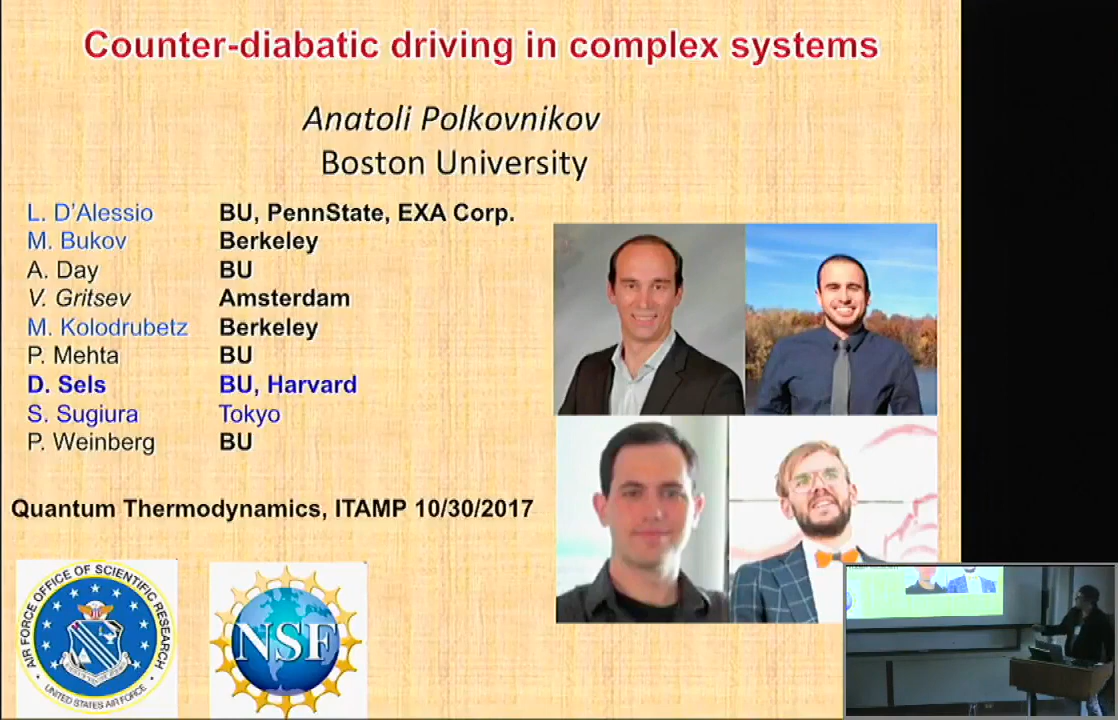 Counter-diabatic driving in complex systems
Anatoli Polkovnikov
Boston University
L. D'Alessio BU, PennState, EXA Corp.
M. Bukov Berkeley
A. Day BU
V. Gritsev Amsterdam
M. Kolodrubetz Berkeley
P. Mehta BU
D. Sels BU, Harvard
S. Sugiura Tokyo
P. Weinberg BU
Quantum Thermodynamics, ITAMP 10/30/2017
AIR FORCE OFFICE OF SCIENTIFIC RESEARCH
UNITED STATES AIR FORCE
NSF